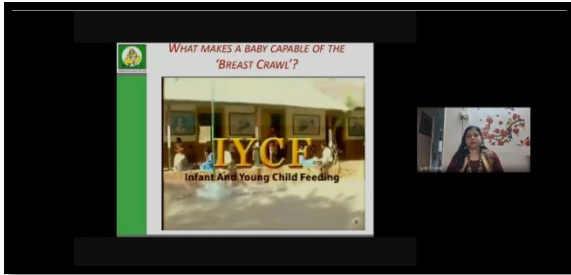 WHAT MAKES A BABY CAPABLE OF THE
'BREAST CRAWL'?
IYCF
Infant And Young Child Feeding